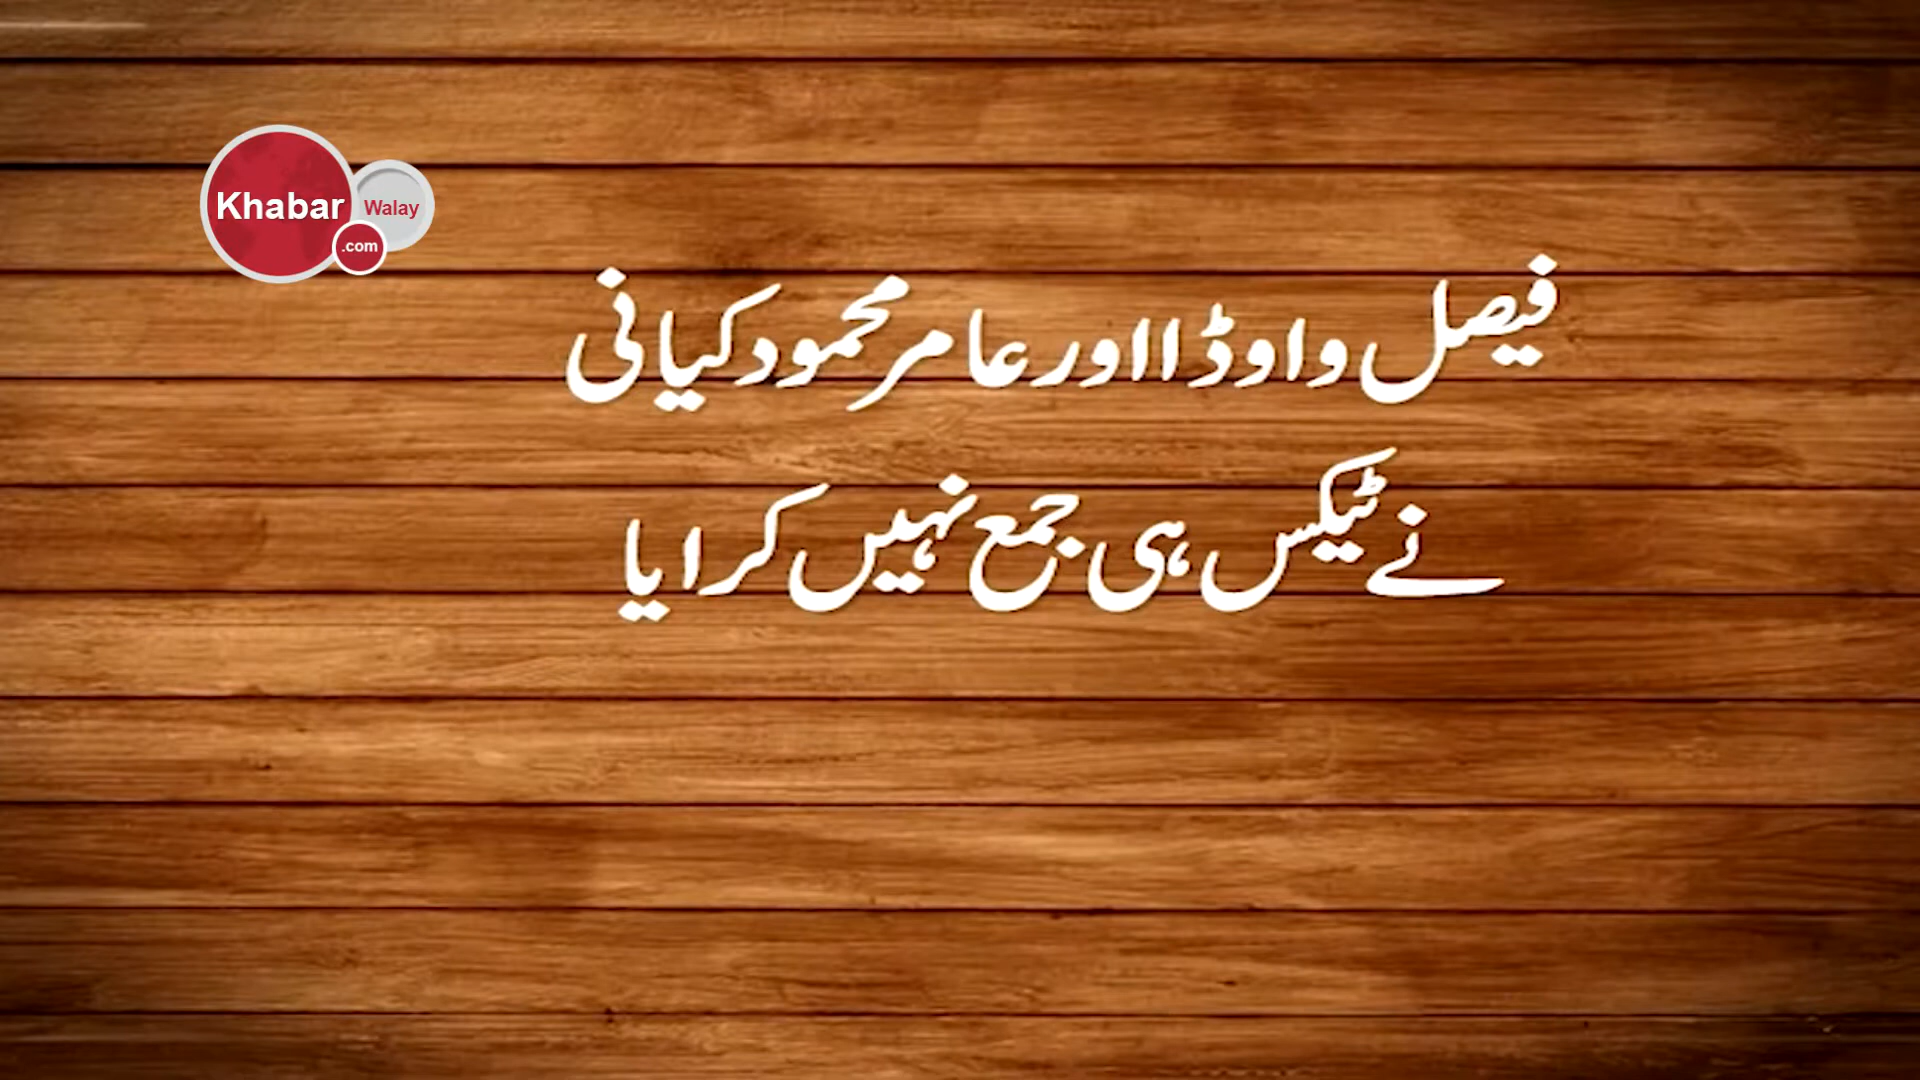 Khabar Walay .com
فیصل واوڈا اور عامر محمود کیانی
نے ٹیکس ہی جمع نہیں کرایا